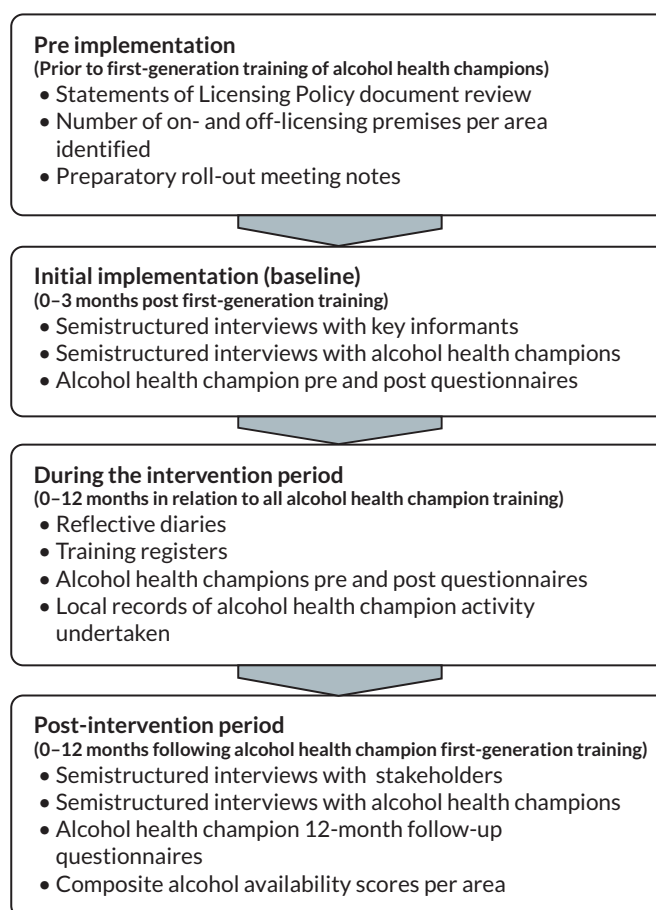 Pre implementation
(Prior to first-generation training of alcohol health champions)
• Statements of Licensing Policy document review
• Number of on- and off-licensing premises per area
identified
• Preparatory roll-out meeting notes
Initial implementation (baseline)
(0–3 months post first-generation training)
• Semistructured interviews with key informants
• Semistructured interviews with alcohol health champions
• Alcohol health champion pre and post questionnaires
During the intervention period
(0–12 months in relation to all alcohol health champion training)
• Reflective diaries
• Training registers
• Alcohol health champions pre and post questionnaires
• Local records of alcohol health champion activity
undertaken
Post-intervention period
(0–12 months following alcohol health champion first-generation training)
• Semistructured interviews with stakeholders
• Semistructured interviews with alcohol health champions
• Alcohol health champion 12-month follow-up
questionnaires
• Composite alcohol availability scores per area